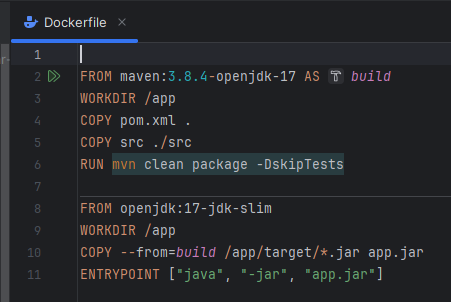 Dockerfile
1
2 FROM maven:3.8.4-openjdk-17 AS build
3 WORKDIR /app
4 COPY pom.xml .
5 COPY src ./src
6 RUN mvn clean package -DskipTests
7
8 FROM openjdk:17-jdk-slim
9 WORKDIR /app
10 COPY --from=build /app/target/*.jar app.jar
11 ENTRYPOINT ["java", "-jar", "app.jar"]